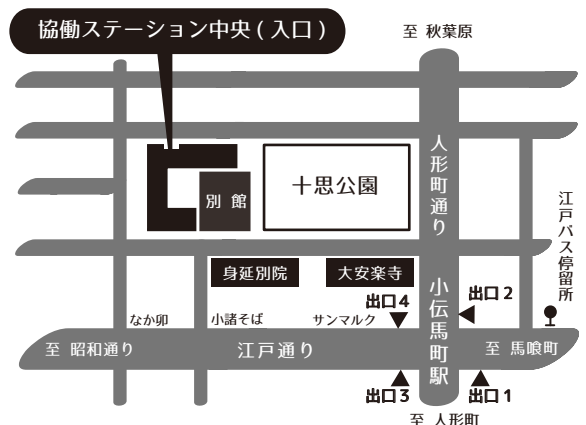 協働ステーション中央 ( 入口 )
至 秋葉原
人形町通り
別 館
十思公園
江戸バス停留所
身延別院
大安楽寺
小伝馬町駅
出口4
出口2
なか卯
小諸そば
サンマルク
至 昭和通り
江戸通り
至 馬喰町
出口3
出口1
至 人形町